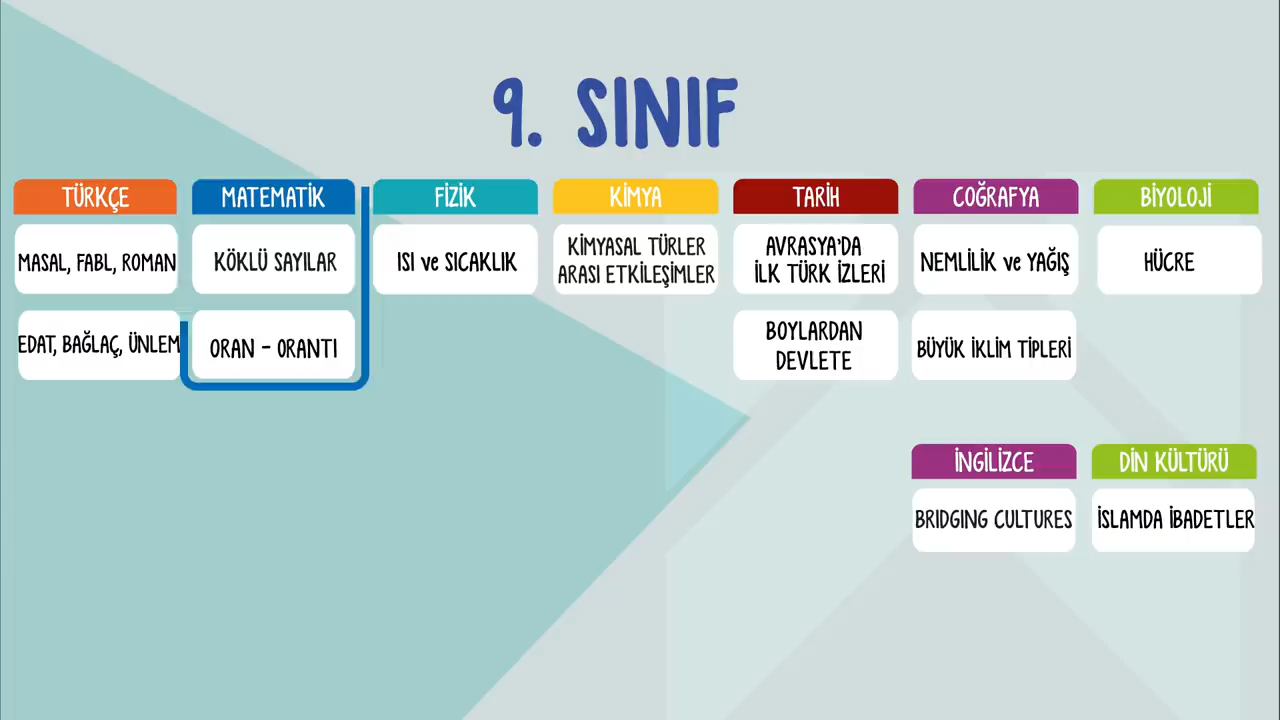 9. SINIF
TÜRKÇE
MASAL, FABL, ROMAN
EDAT, BAĞLAÇ, ÜNLEM
MATEMATİK
KÖKLÜ SAYILAR
ORAN - ORANTI
FİZİK
ISI ve SICAKLIK
KİMYA
KİMYASAL TÜRLER
ARASI ETKİLEŞİMLER
TARİH
AVRASYA'DA
İLK TÜRK İZLERİ
BOYLARDAN
DEVLETE
COĞRAFYA
NEMLİLİK ve YAĞIŞ
BÜYÜK İKLİM TİPLERİ
BİYOLOJİ
HÜCRE
İNGİLİZCE
BRIDGING CULTURES
DİN KÜLTÜRÜ
İSLAMDA İBADETLER